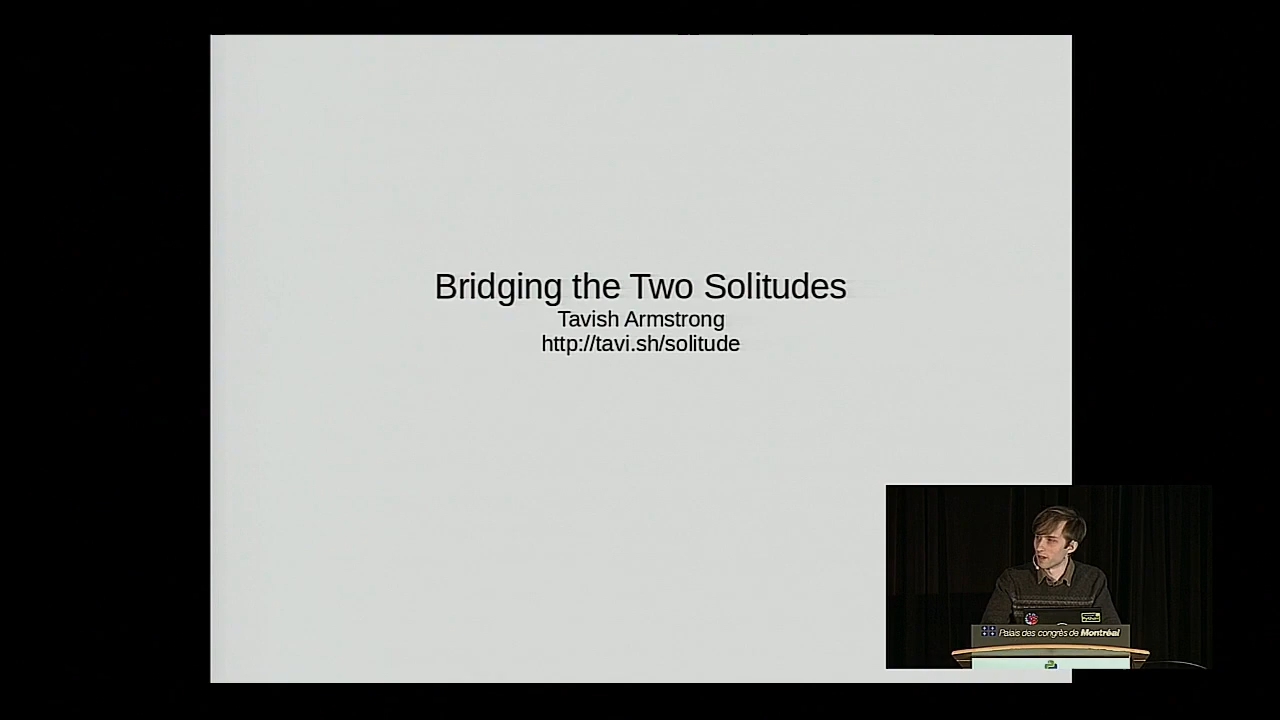 Bridging the Two Solitudes
Tavish Armstrong
http://tavi.sh/solitude
Palais des congrès de Montréal